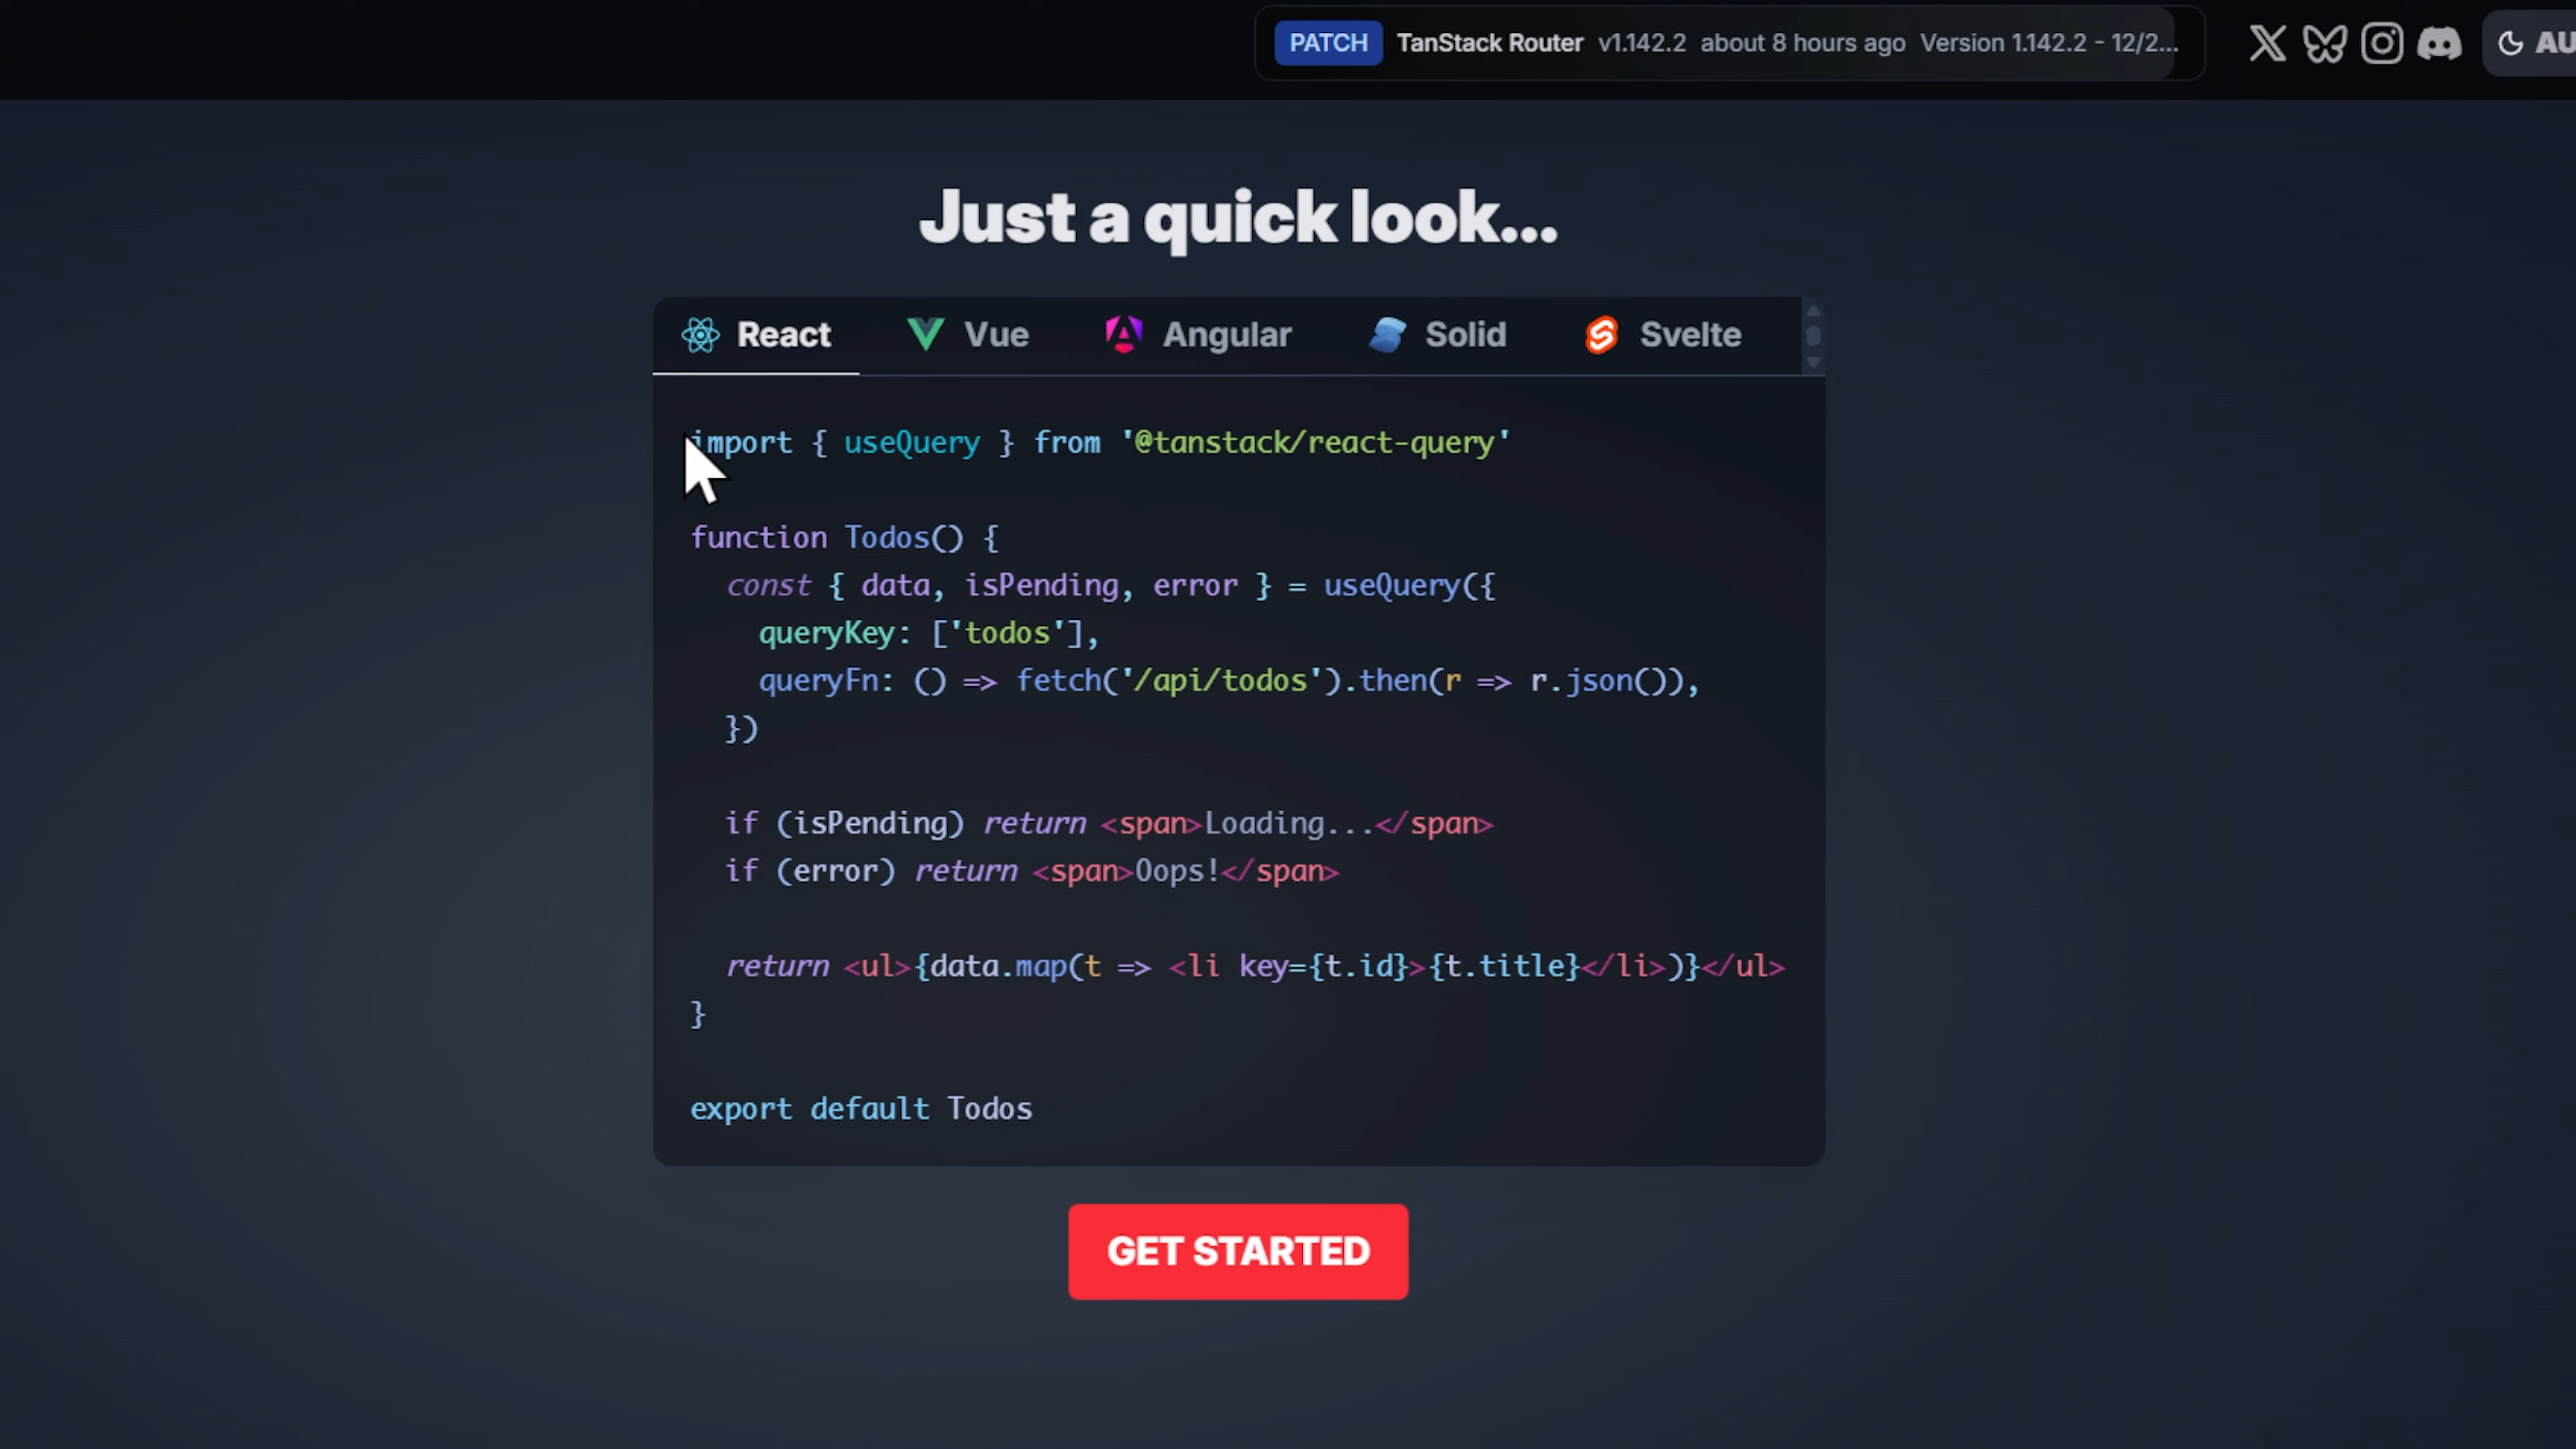 PATCH TanStack Router v1.142.2 about 8 hours ago Version 1.142.2 - 12/2...
AU
Just a quick look...
React Vue Angular Solid Svelte
import { useQuery } from '@tanstack/react-query'
function Todos() {
const { data, isPending, error } = useQuery({
queryKey: ['todos'],
queryFn: () => fetch('/api/todos').then(r => r.json()),
})
if (isPending) return <span>Loading...</span>
if (error) return <span>Oops!</span>
return <ul>{data.map(t => <li key={t.id}>{t.title}</li>)}</ul>
}
export default Todos
GET STARTED